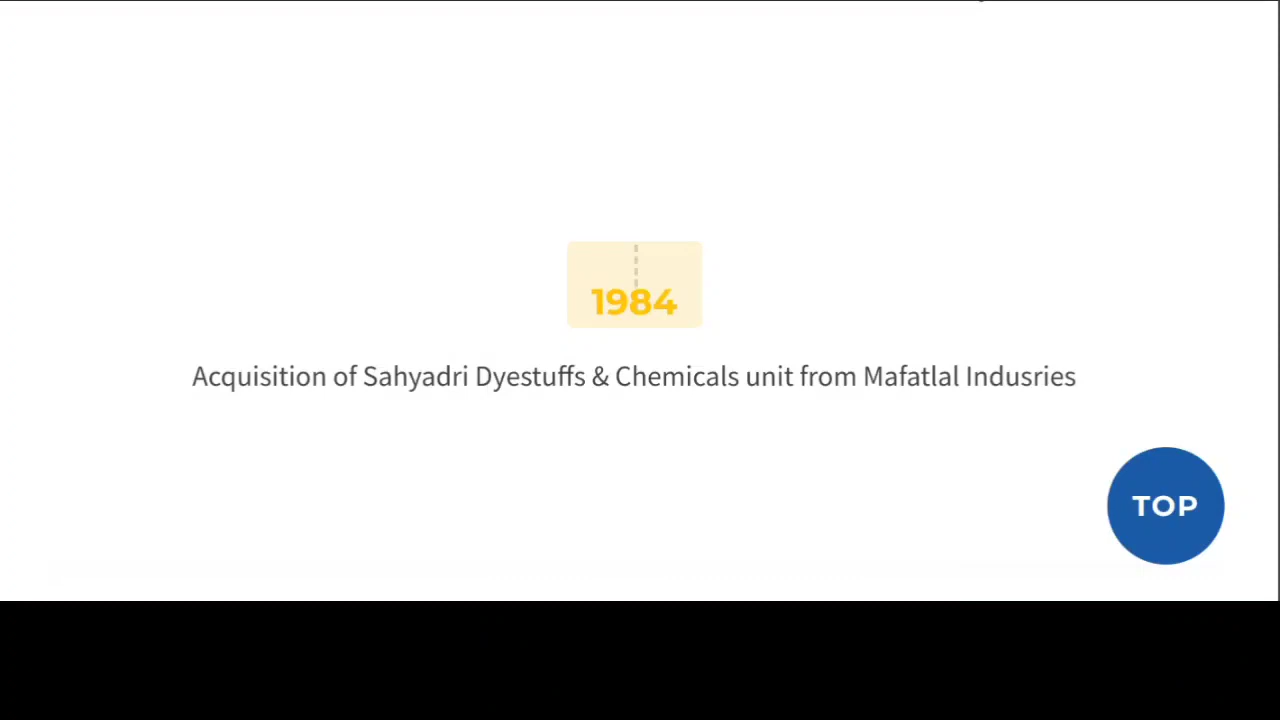 1984
Acquisition of Sahyadri Dyestuffs & Chemicals unit from Mafatlal Indusries
TOP